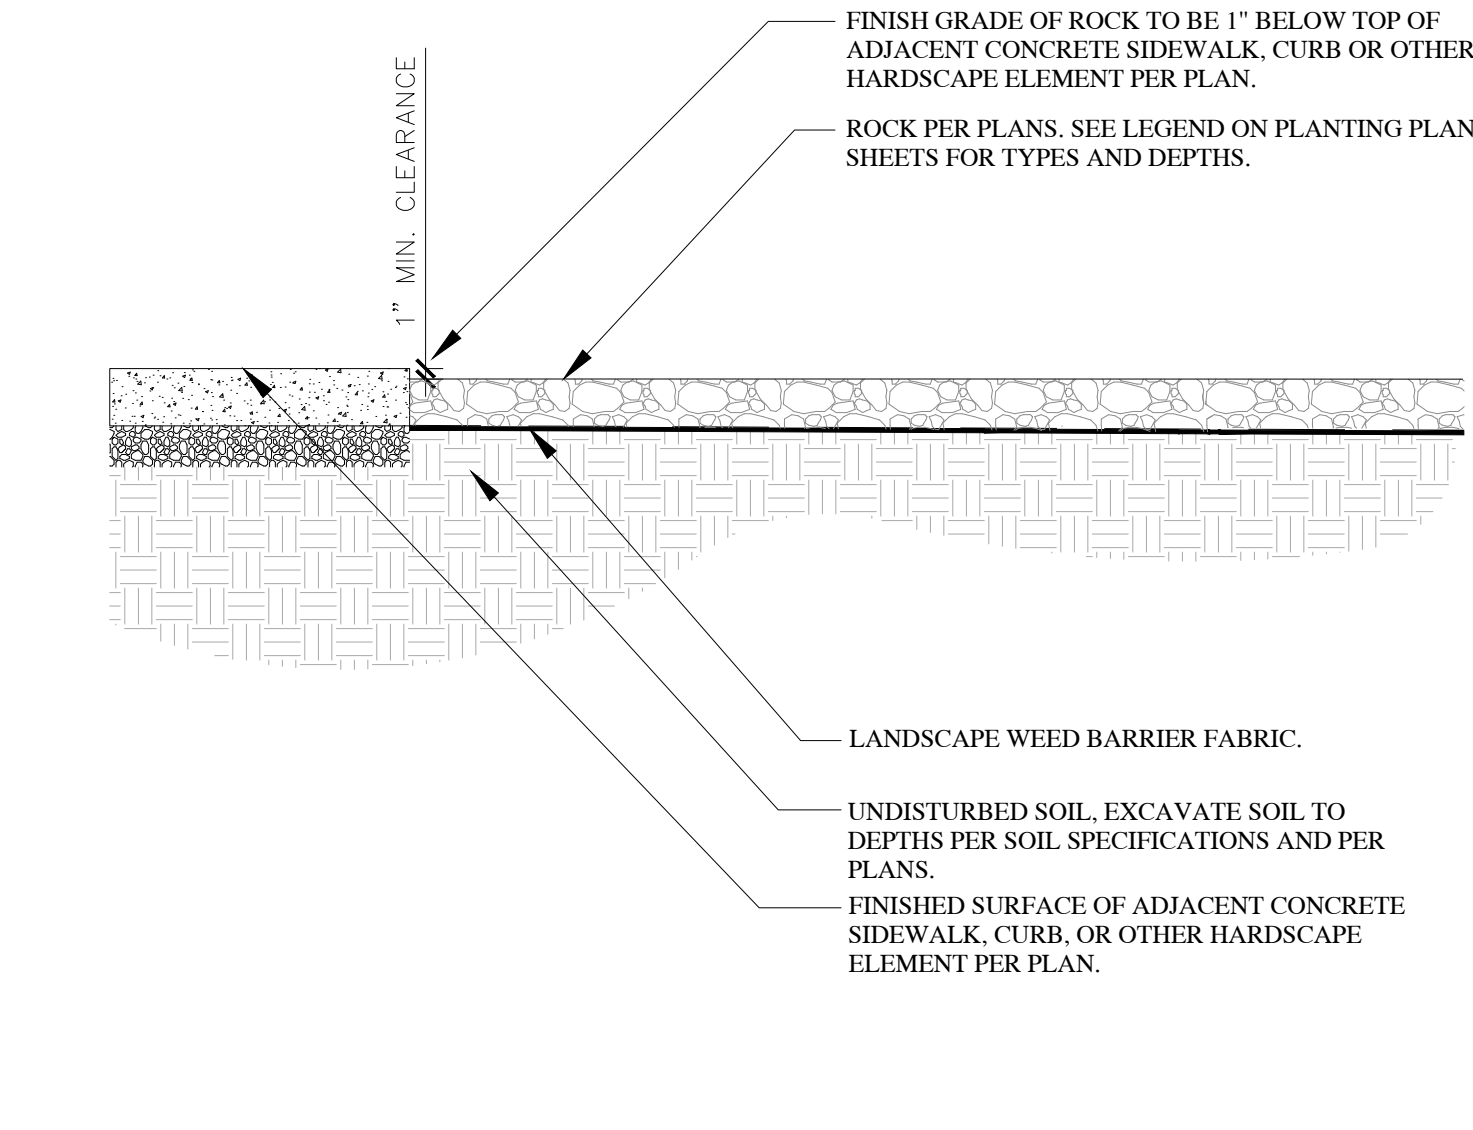 FINISH GRADE OF ROCK TO BE 1" BELOW TOP OF
ADJACENT CONCRETE SIDEWALK, CURB OR OTHER
HARDSCAPE ELEMENT PER PLAN.
ROCK PER PLANS. SEE LEGEND ON PLANTING PLAN
SHEETS FOR TYPES AND DEPTHS.
1" MIN. CLEARANCE
LANDSCAPE WEED BARRIER FABRIC.
UNDISTURBED SOIL, EXCAVATE SOIL TO
DEPTHS PER SOIL SPECIFICATIONS AND PER
PLANS.
FINISHED SURFACE OF ADJACENT CONCRETE
SIDEWALK, CURB, OR OTHER HARDSCAPE
ELEMENT PER PLAN.